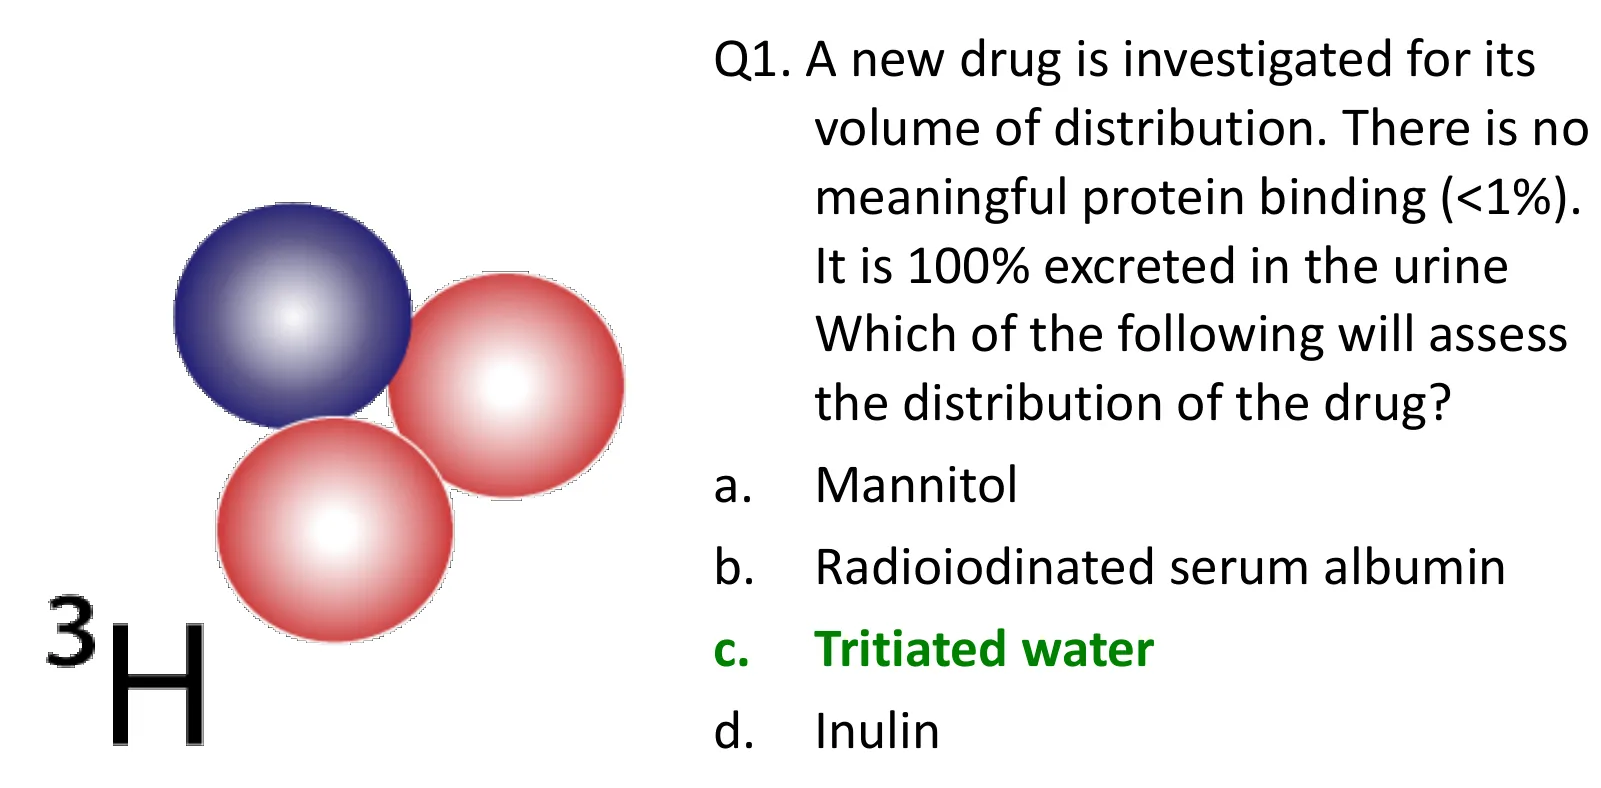 Q1. A new drug is investigated for its
volume of distribution. There is no
meaningful protein binding (<1%).
It is 100% excreted in the urine
Which of the following will assess
the distribution of the drug?
a. Mannitol
b. Radioiodinated serum albumin
c. Tritiated water
d. Inulin
³H